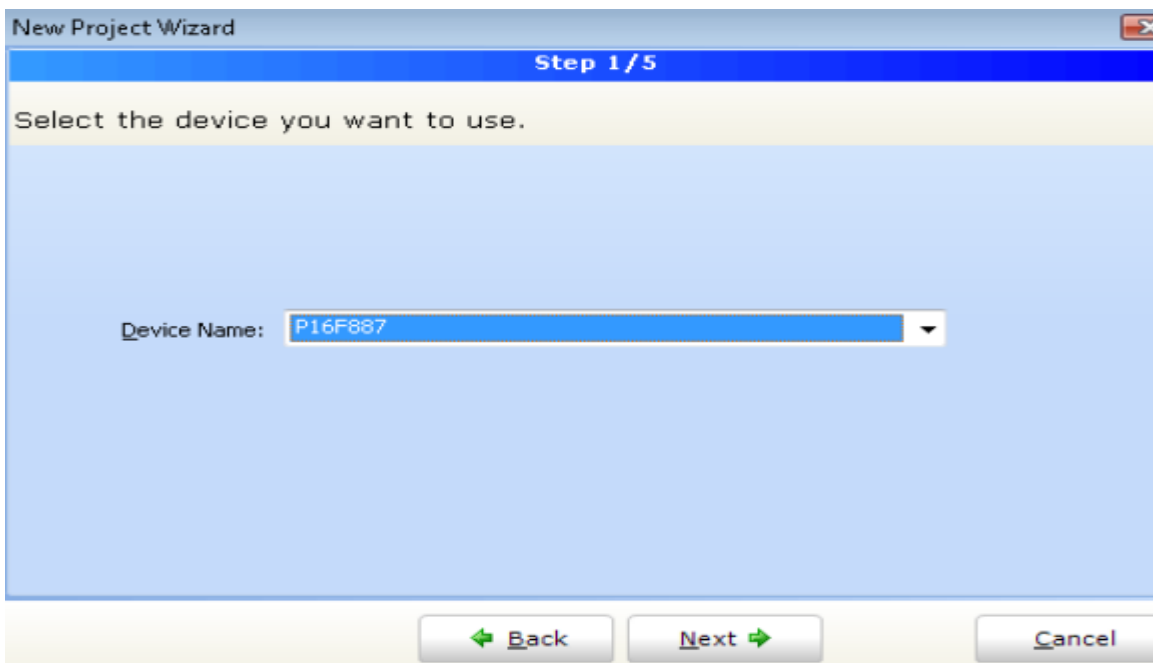 New Project Wizard
Step 1/5
Select the device you want to use.
Device Name: P16F887
Back Next Cancel